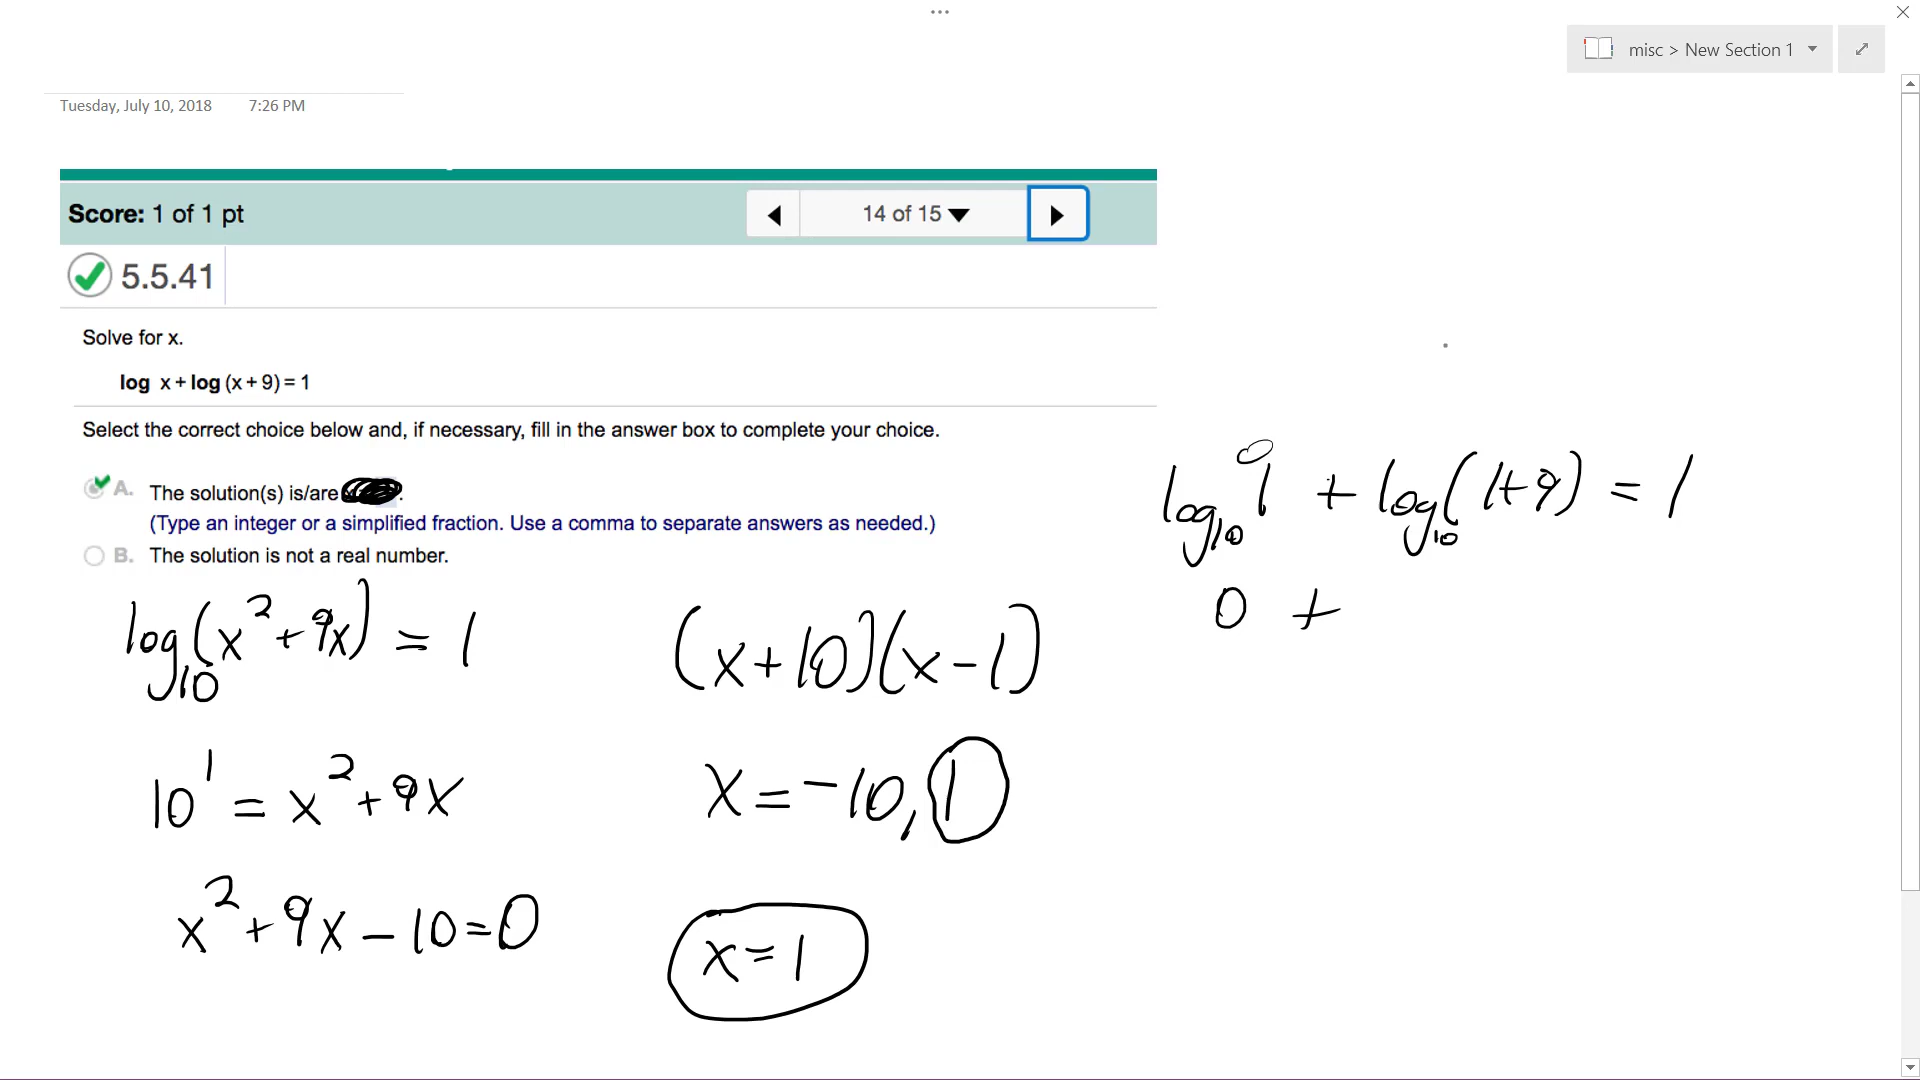 misc > New Section 1
Tuesday, July 10, 2018 7:26 PM
Score: 1 of 1 pt
14 of 15
5.5.41
Solve for x.
log x + log (x + 9) = 1
Select the correct choice below and, if necessary, fill in the answer box to complete your choice.
A. The solution(s) is/are .
(Type an integer or a simplified fraction. Use a comma to separate answers as needed.)
B. The solution is not a real number.
log₁₀(x² + 9x) = 1
10¹ = x² + 9x
x² + 9x − 10 = 0
(x + 10)(x − 1)
x = −10, 1
x = 1
log₁₀ 1 + log₁₀(1 + 9) = 1
0 +